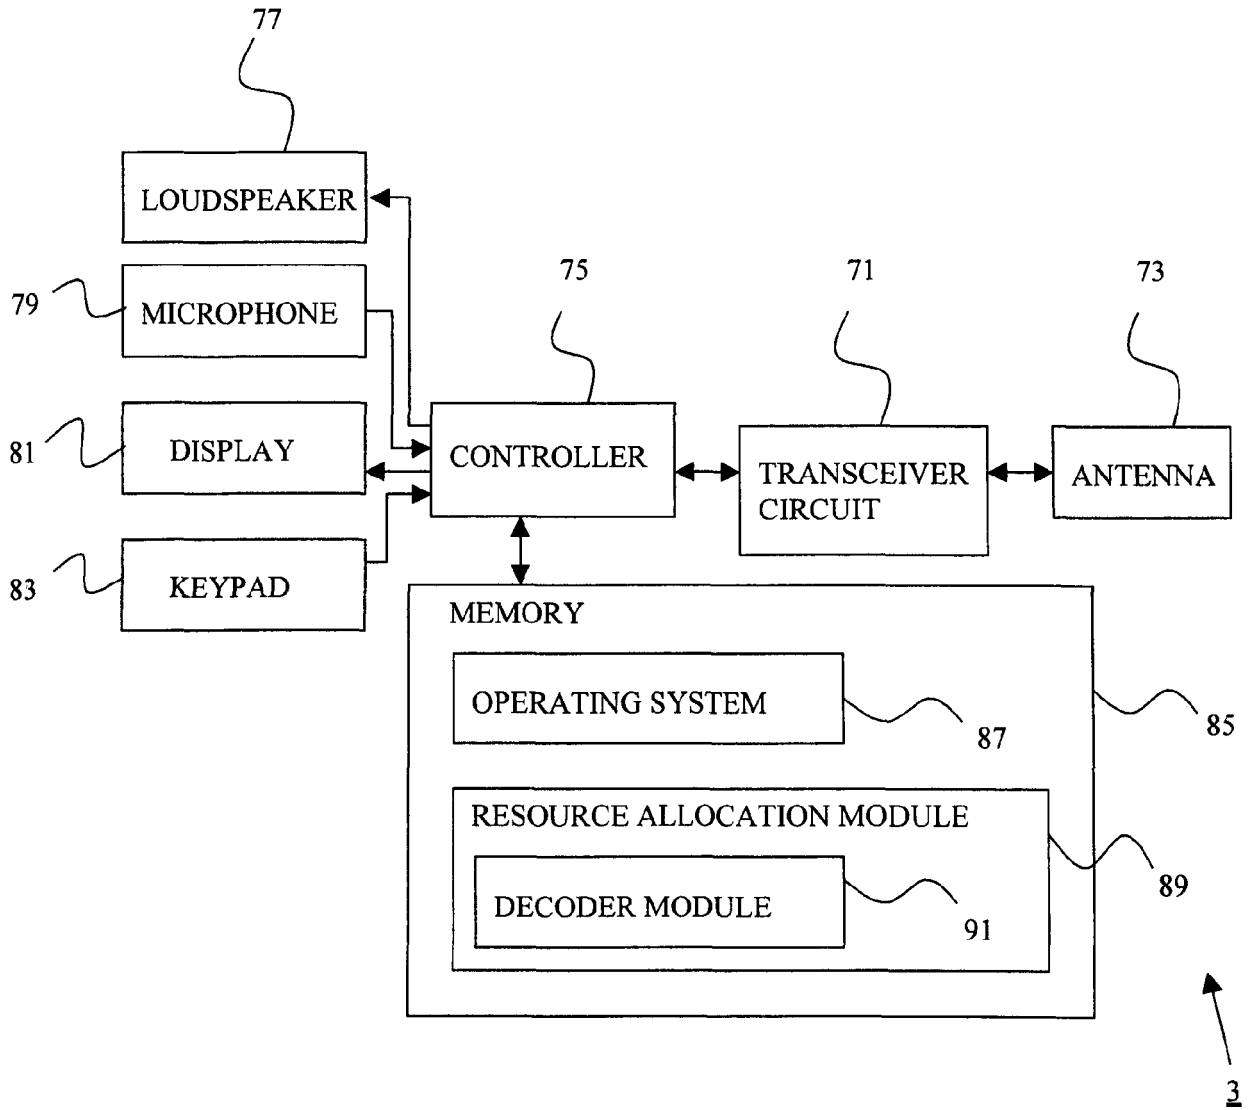 77
LOUDSPEAKER
79
MICROPHONE
75
71
73
81
DISPLAY
CONTROLLER
TRANSCEIVER
CIRCUIT
ANTENNA
83
KEYPAD
MEMORY
OPERATING SYSTEM
87
85
RESOURCE ALLOCATION MODULE
89
DECODER MODULE
91
3